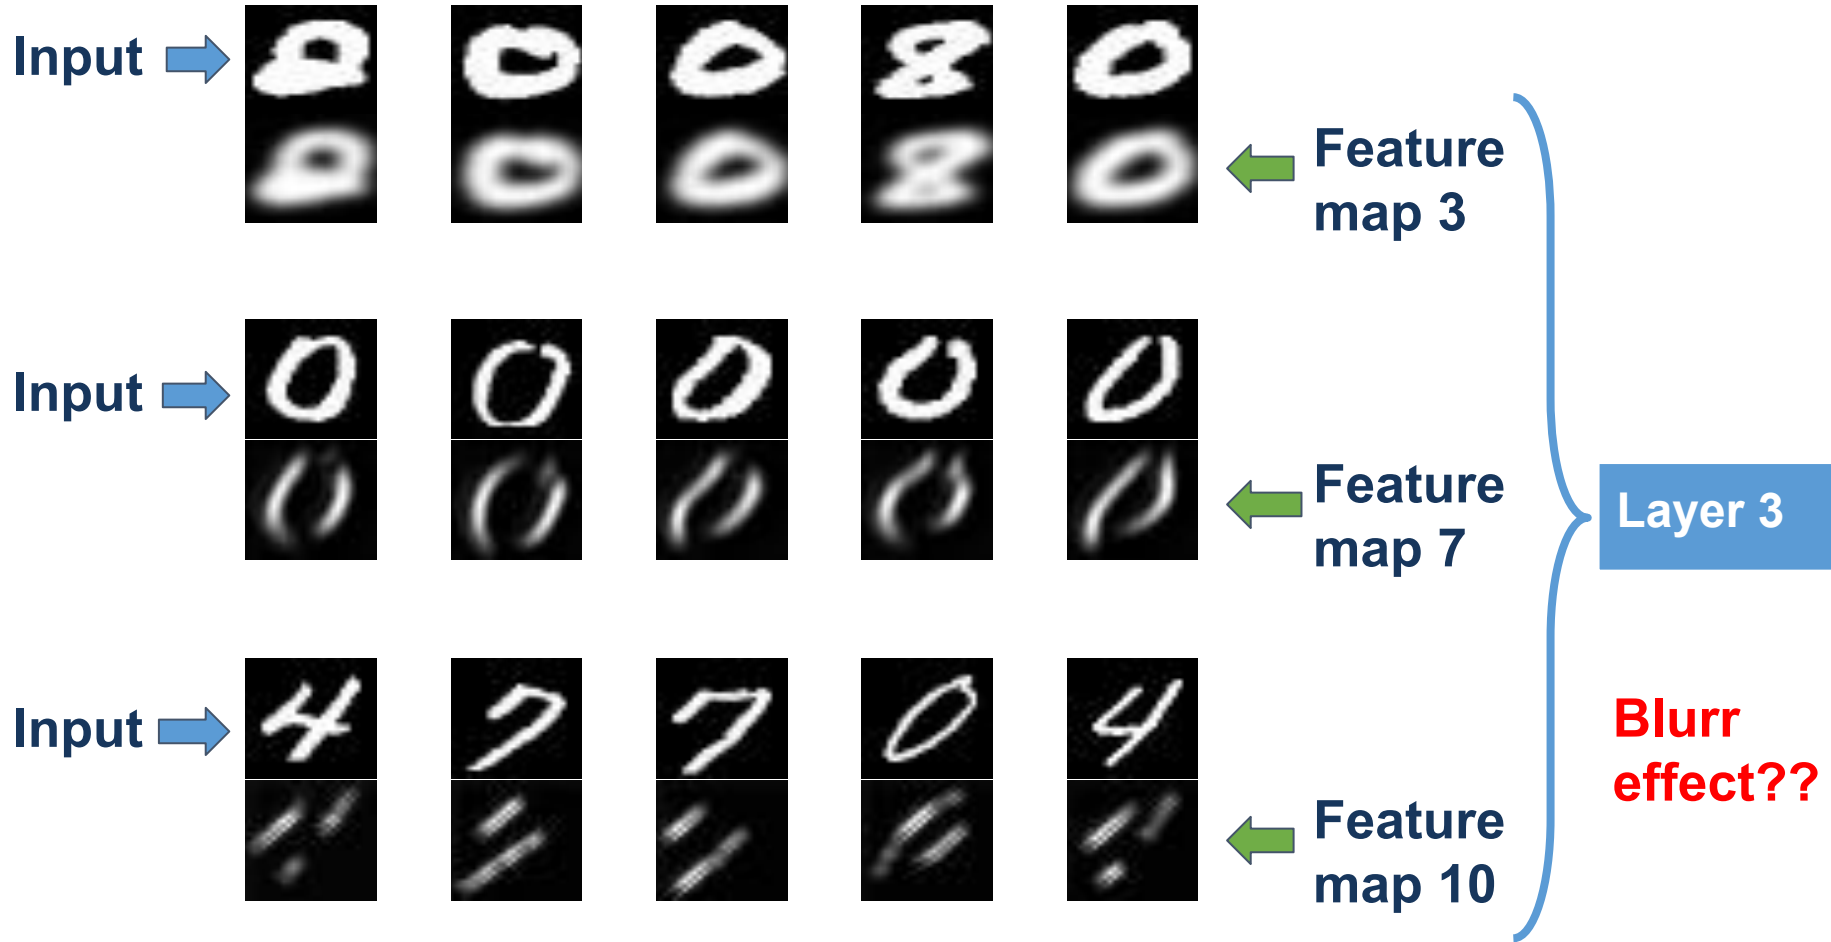 Input
Feature
map 3
Input
Feature
map 7
Layer 3
Input
Blurr
effect??
Feature
map 10